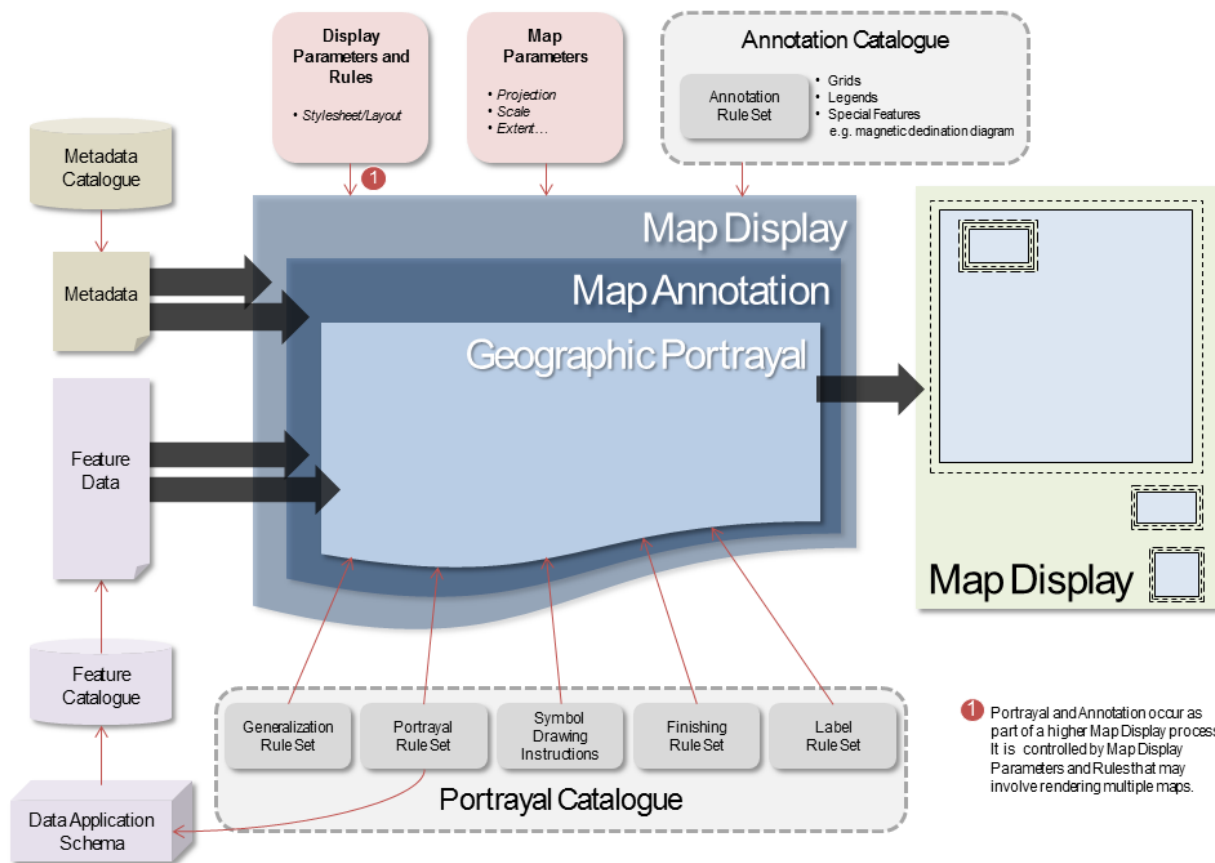 Display
Parameters and
Rules
• Stylesheet/Layout
Map
Parameters
• Projection
• Scale
• Extent…
Annotation Catalogue
Annotation
Rule Set
• Grids
• Legends
• Special Features
e.g. magnetic dedination diagram
Metadata
Catalogue
1
Metadata
Map Display
Map Annotation
Geographic Portrayal
Feature
Data
Map Display
Feature
Catalogue
Generalization
Rule Set
Portrayal
Rule Set
Symbol
Drawing
Instructions
Finishing
Rule Set
Label
Rule Set
Portrayal Catalogue
Data Application
Schema
1 Portrayal and Annotation occur as
part of a higher Map Display process
It is controlled by Map Display
Parameters and Rules that may
involve rendering multiple maps.